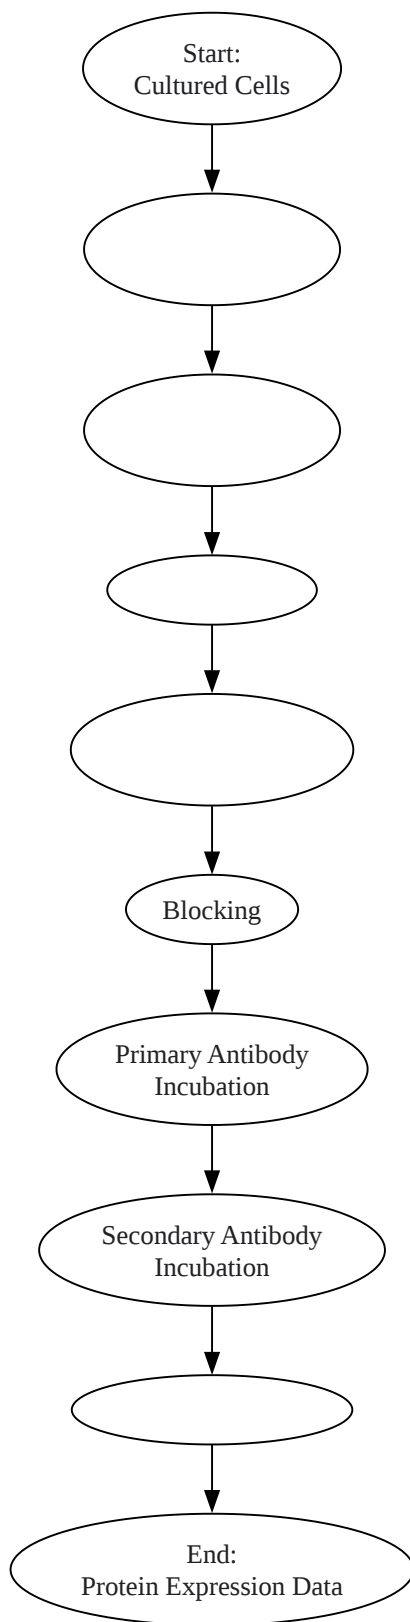 Start:
Cultured Cells
Blocking
Primary Antibody
Incubation
Secondary Antibody
Incubation
End:
Protein Expression Data